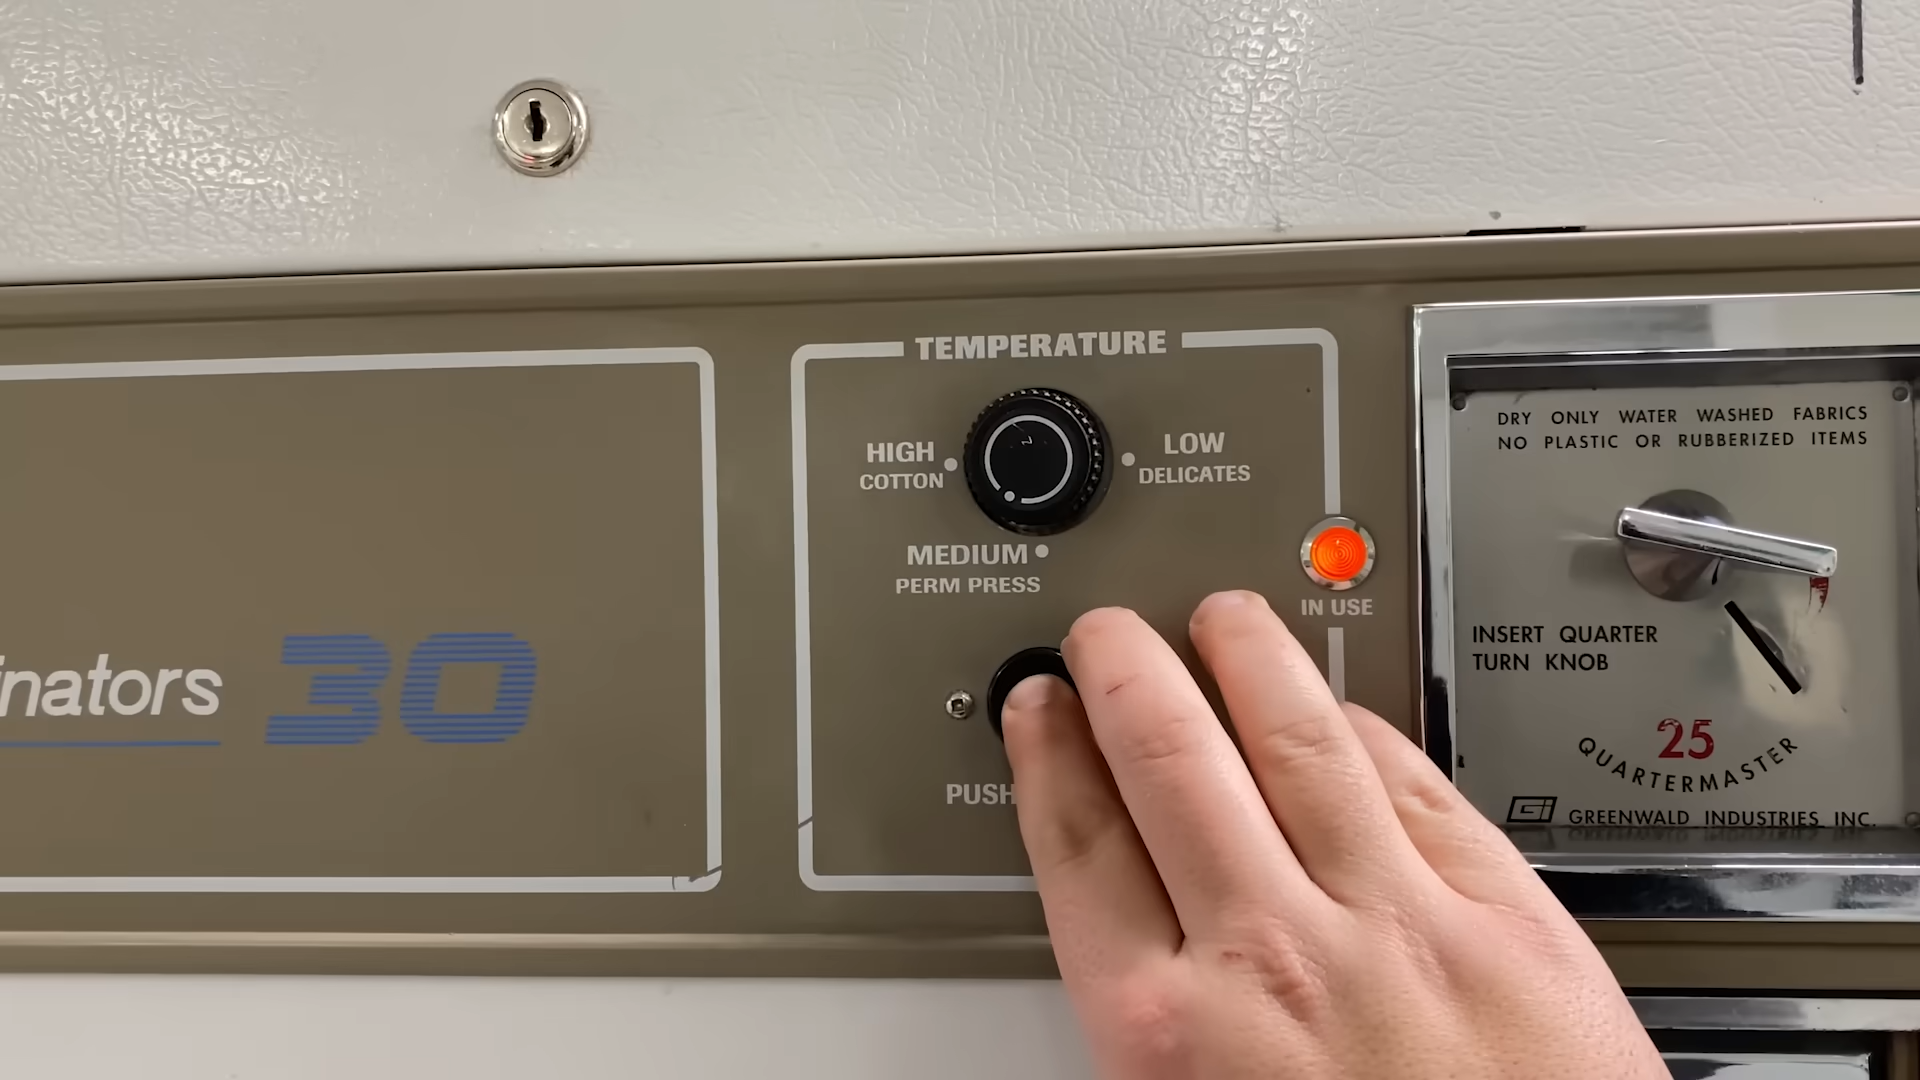 TEMPERATURE
HIGH
COTTON
LOW
DELICATES
MEDIUM
PERM PRESS
IN USE
PUSH
inators 30
DRY ONLY WATER WASHED FABRICS
NO PLASTIC OR RUBBERIZED ITEMS
INSERT QUARTER
TURN KNOB
25
QUARTERMASTER
Gi GREENWALD INDUSTRIES INC.